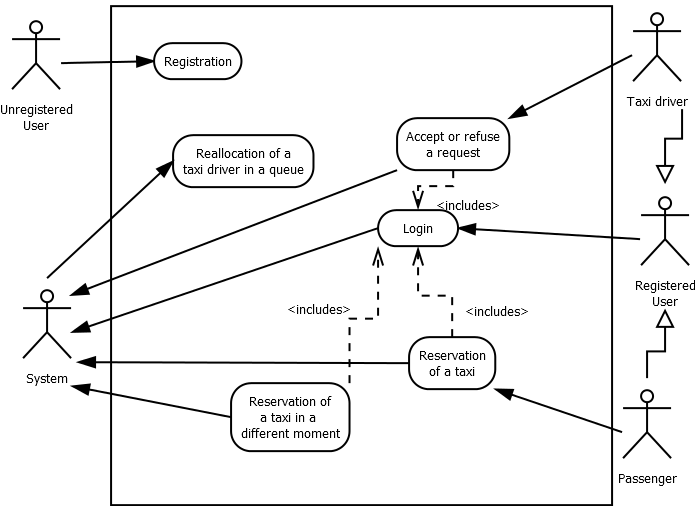 Registration
Unregistered
User
Taxi driver
Accept or refuse
a request
Reallocation of a
taxi driver in a queue
<includes>
Login
Registered
User
<includes>
<includes>
Reservation
of a taxi
System
Reservation of
a taxi in a
different moment
Passenger